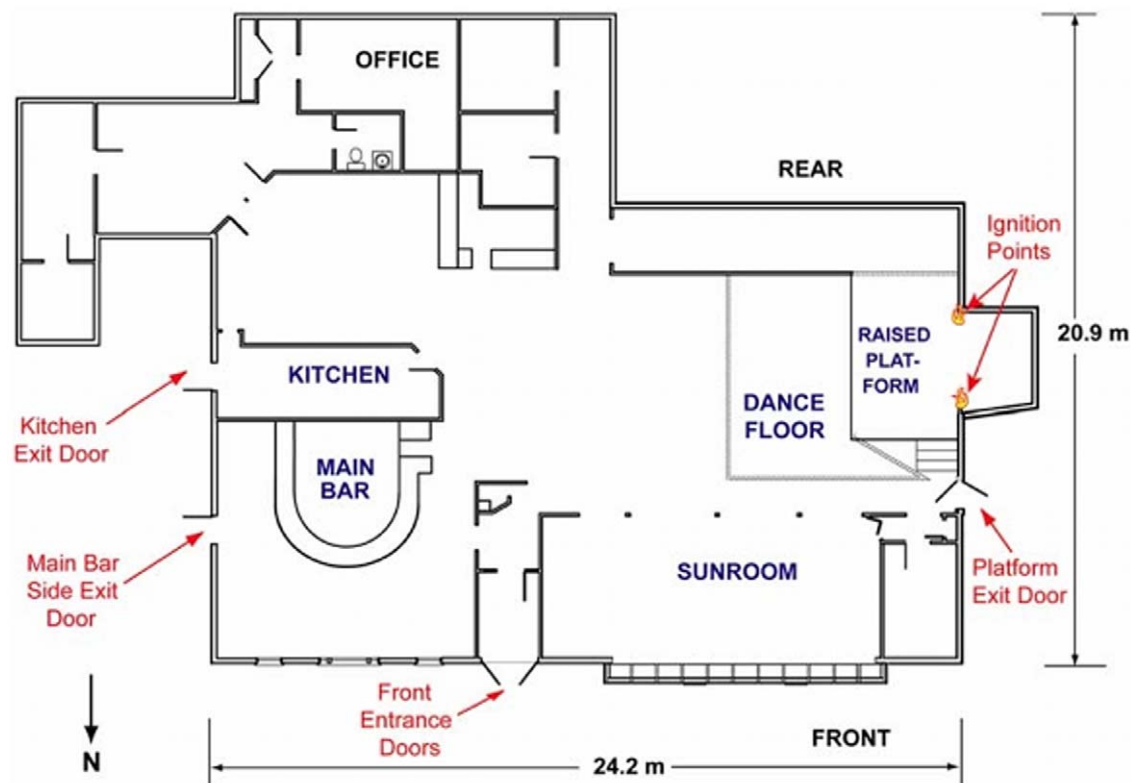 OFFICE
REAR
Ignition
Points
20.9 m
RAISED
PLAT-
FORM
KITCHEN
DANCE
FLOOR
Kitchen
Exit Door
MAIN
BAR
Main Bar
Side Exit
Door
SUNROOM
Platform
Exit Door
Front
Entrance
Doors
FRONT
N
24.2 m